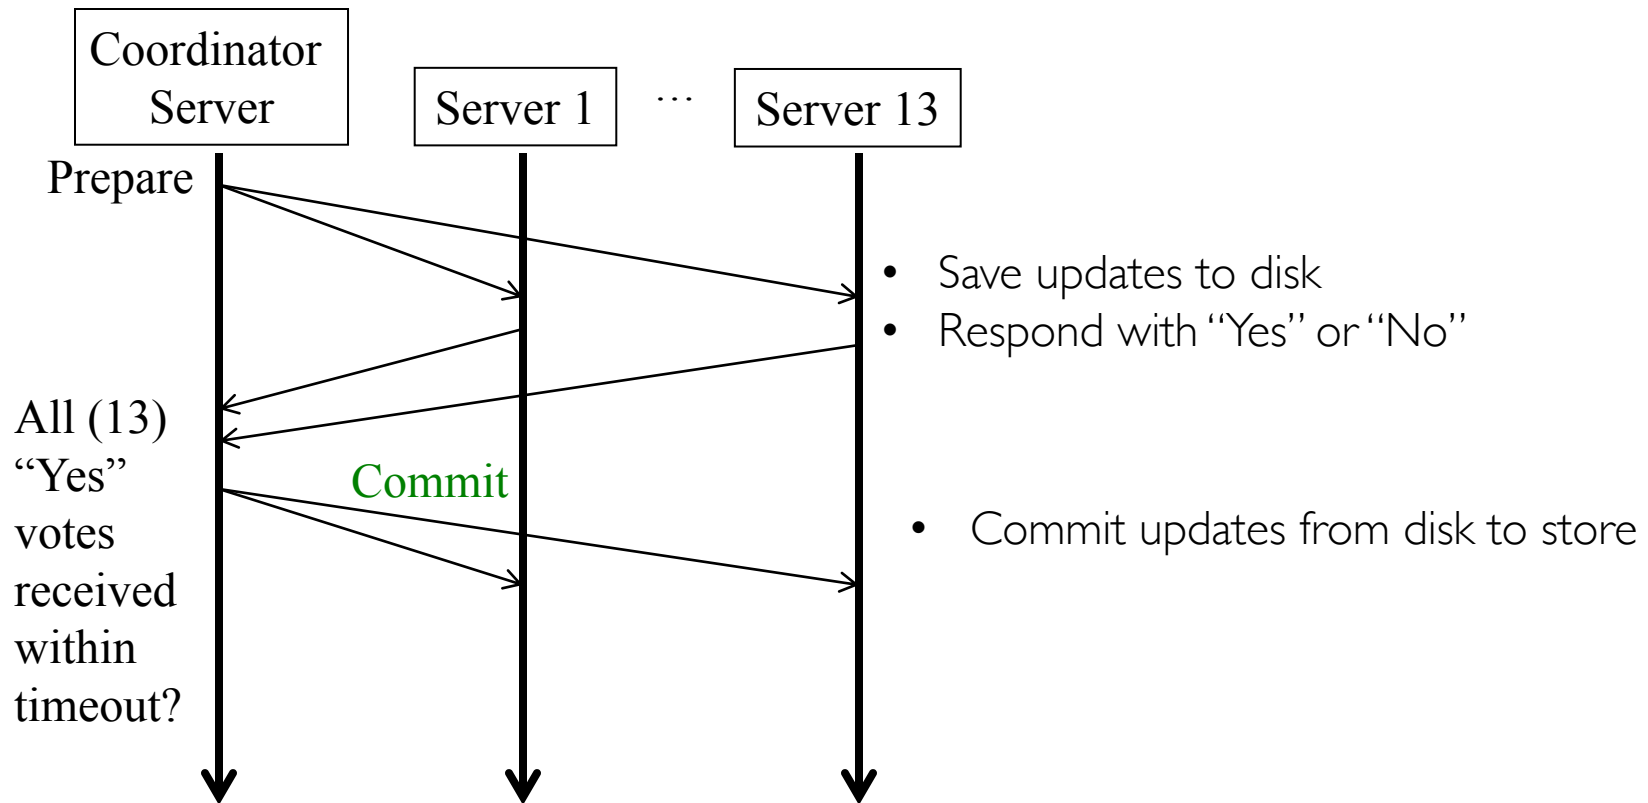 Coordinator
Server
Server 1
…
Server 13
Prepare
• Save updates to disk
• Respond with “Yes” or “No”
All (13)
“Yes”
votes
received
within
timeout?
Commit
• Commit updates from disk to store